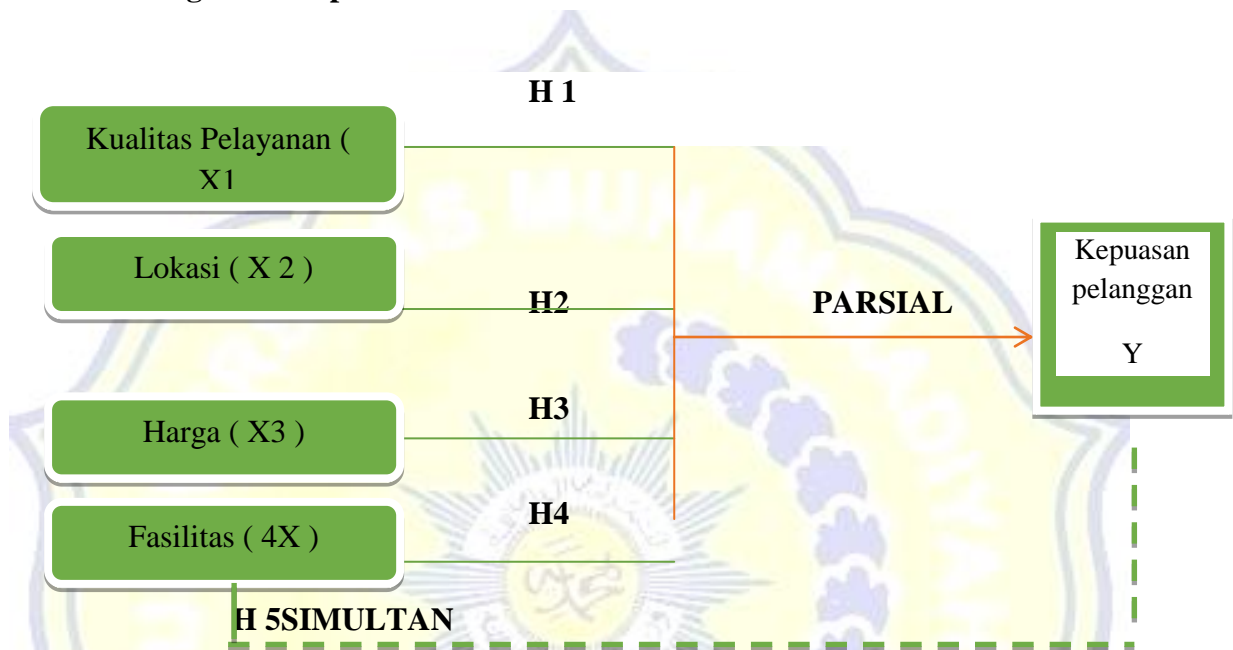 H 1
Kualitas Pelayanan (
X1
Lokasi ( X 2 )
H2
PARSIAL
Kepuasan
pelanggan
Y
Harga ( X3 )
H3
Fasilitas ( 4X )
H4
H 5SIMULTAN